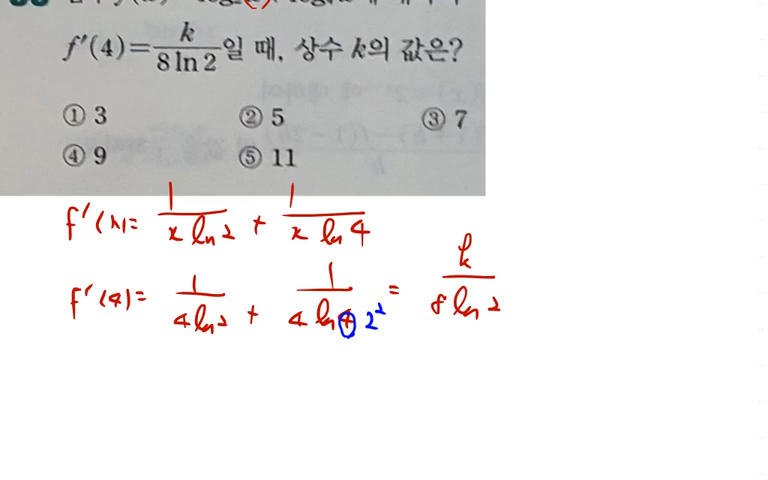 f'(4)=k/(8 ln 2)일 때, 상수 k의 값은?
① 3 ② 5 ③ 7
④ 9 ⑤ 11
f'(x)= 1/(x ln 2) + 1/(x ln 4)
f'(4)= 1/(4 ln 2) + 1/(4 ln 4) 2² = k/(8 ln 2)